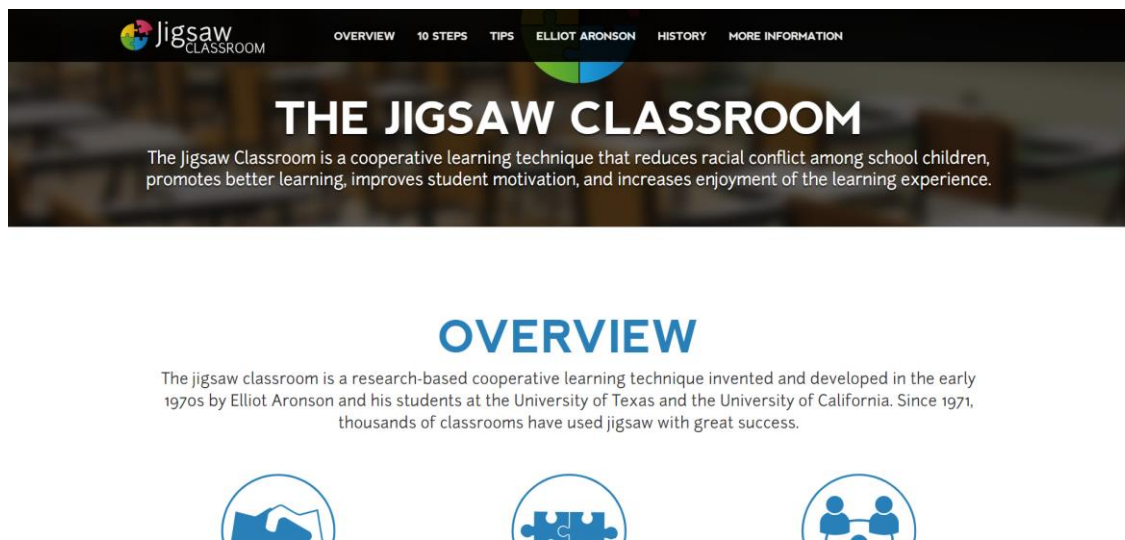 Jigsaw
CLASSROOM
OVERVIEW 10 STEPS TIPS ELLIOT ARONSON HISTORY MORE INFORMATION
THE JIGSAW CLASSROOM
The Jigsaw Classroom is a cooperative learning technique that reduces racial conflict among school children,
promotes better learning, improves student motivation, and increases enjoyment of the learning experience.
OVERVIEW
The jigsaw classroom is a research-based cooperative learning technique invented and developed in the early
1970s by Elliot Aronson and his students at the University of Texas and the University of California. Since 1971,
thousands of classrooms have used jigsaw with great success.